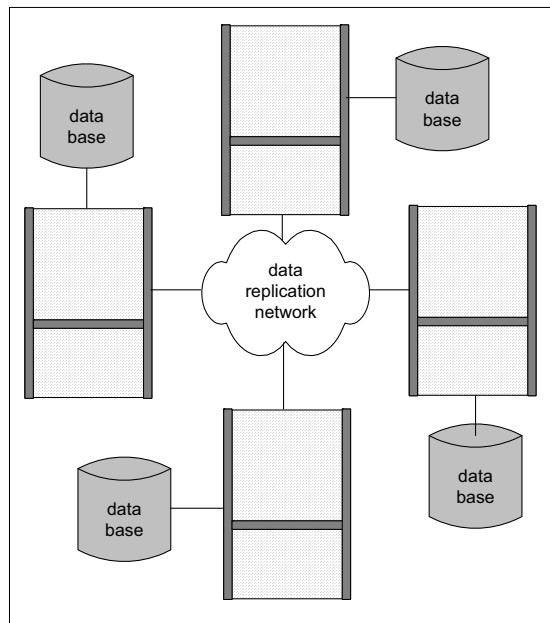 data
base
data
base
data
replication
network
data
base
data
base